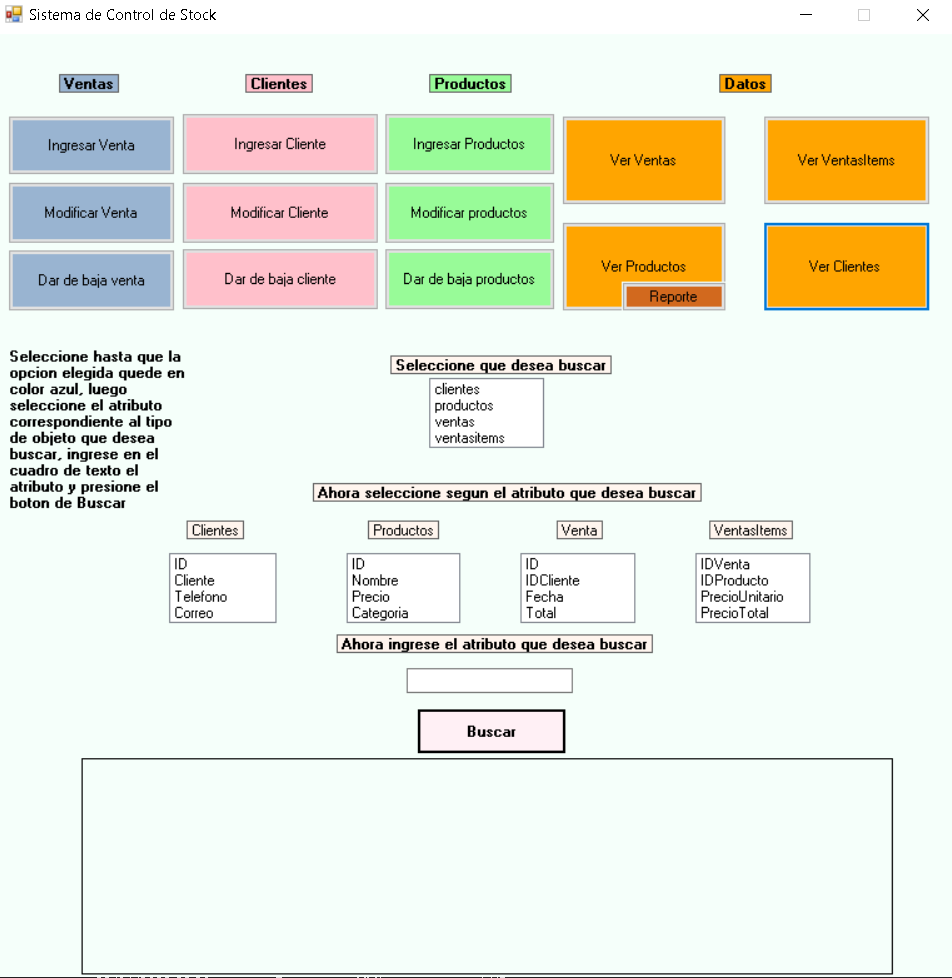 Sistema de Control de Stock
Ventas
Clientes
Productos
Datos
Ingresar Venta
Ingresar Cliente
Ingresar Productos
Ver Ventas
Ver VentasItems
Modificar Venta
Modificar Cliente
Modificar productos
Dar de baja venta
Dar de baja cliente
Dar de baja productos
Ver Productos
Reporte
Ver Clientes
Seleccione hasta que la
opcion elegida quede en
color azul, luego
seleccione el atributo
correspondiente al tipo
de objeto que desea
buscar, ingrese en el
cuadro de texto el
atributo y presione el
boton de Buscar
Seleccione que desea buscar
clientes
productos
ventas
ventasitems
Ahora seleccione segun el atributo que desea buscar
Clientes
ID
Cliente
Telefono
Correo
Productos
ID
Nombre
Precio
Categoria
Venta
ID
IDCliente
Fecha
Total
VentasItems
IDVenta
IDProducto
PrecioUnitario
PrecioTotal
Ahora ingrese el atributo que desea buscar
Buscar